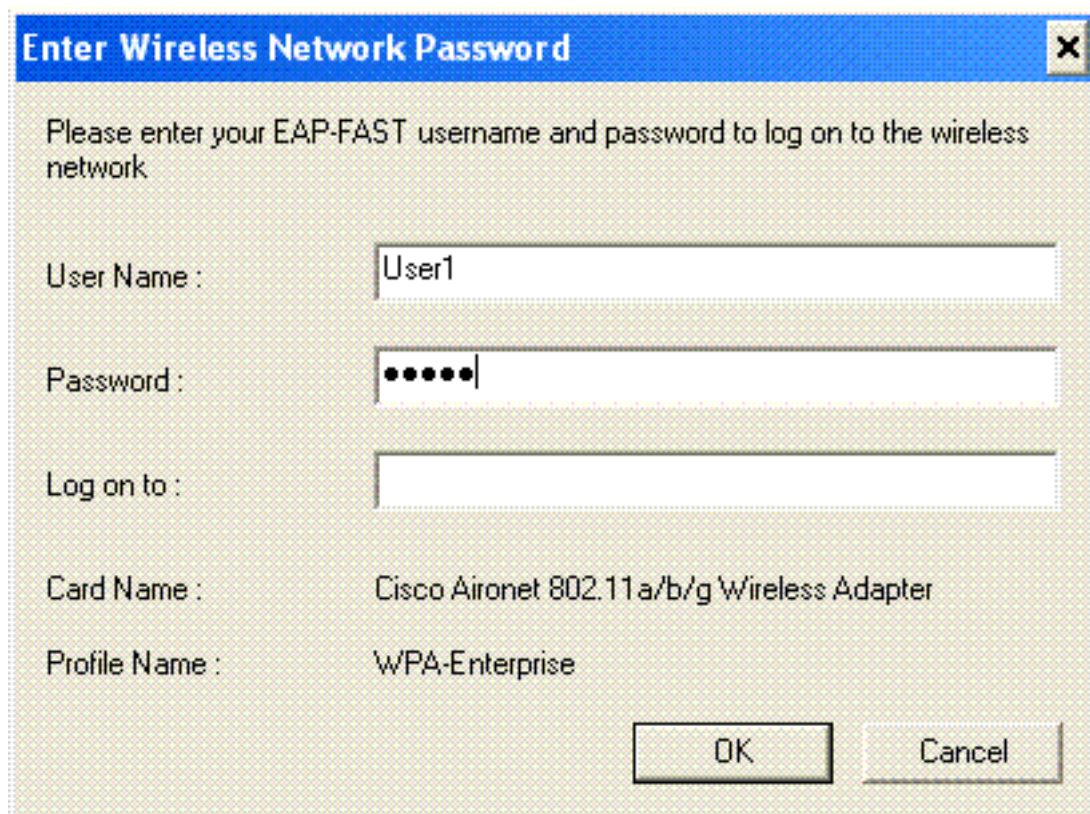 Enter Wireless Network Password
Please enter your EAP-FAST username and password to log on to the wireless
network
User Name : User1
Password : •••••
Log on to :
Card Name : Cisco Aironet 802.11a/b/g Wireless Adapter
Profile Name : WPA-Enterprise
OK Cancel